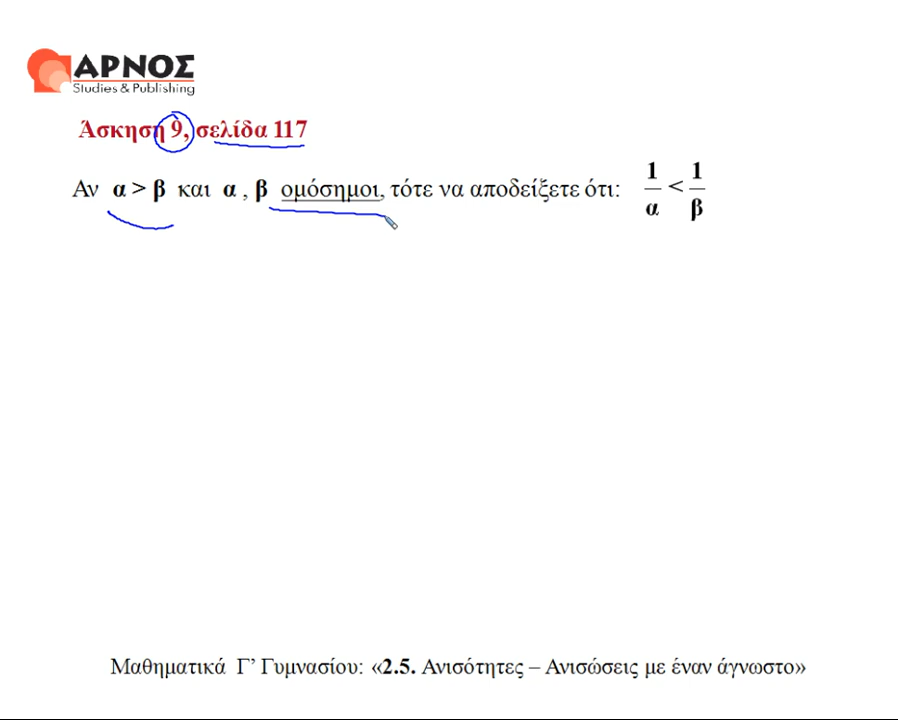 ΑΡΝΟΣ
Studies & Publishing
Άσκηση 9, σελίδα 117
Αν α > β και α , β ομόσημοι, τότε να αποδείξετε ότι: 1/α < 1/β
Μαθηματικά Γ’ Γυμνασίου: «2.5. Ανισότητες – Ανισώσεις με έναν άγνωστο»